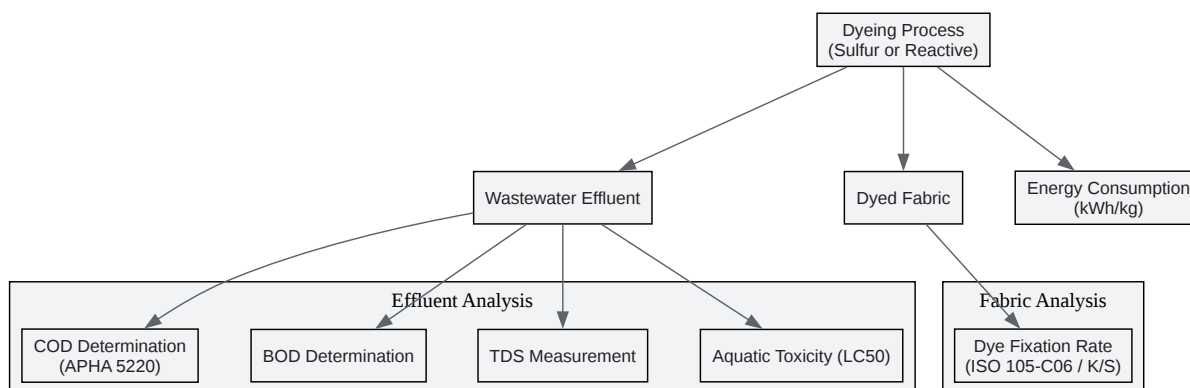 Dyeing Process
(Sulfur or Reactive)
Wastewater Effluent
Dyed Fabric
Energy Consumption
(kWh/kg)
Effluent Analysis
Fabric Analysis
COD Determination
(APHA 5220)
BOD Determination
TDS Measurement
Aquatic Toxicity (LC50)
Dye Fixation Rate
(ISO 105-C06 / K/S)